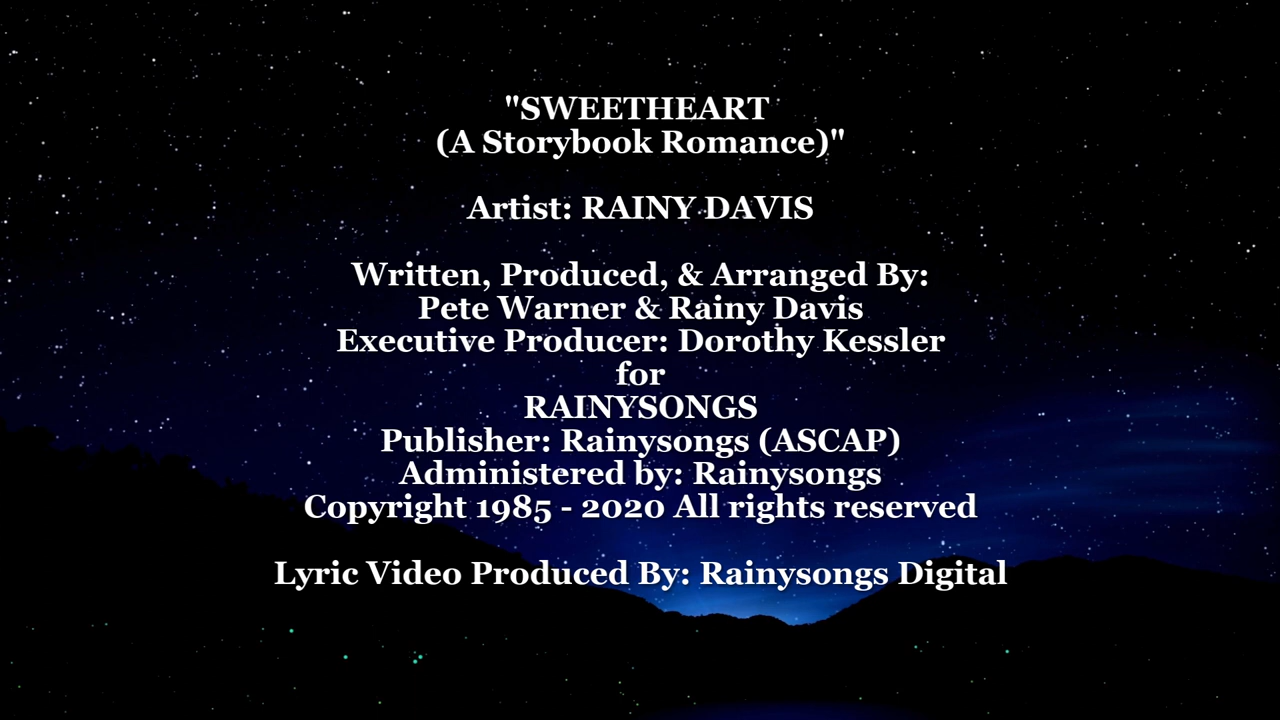 "SWEETHEART
(A Storybook Romance)"
Artist: RAINY DAVIS
Written, Produced, & Arranged By:
Pete Warner & Rainy Davis
Executive Producer: Dorothy Kessler
for
RAINYSONGS
Publisher: Rainysongs (ASCAP)
Administered by: Rainysongs
Copyright 1985 - 2020 All rights reserved
Lyric Video Produced By: Rainysongs Digital